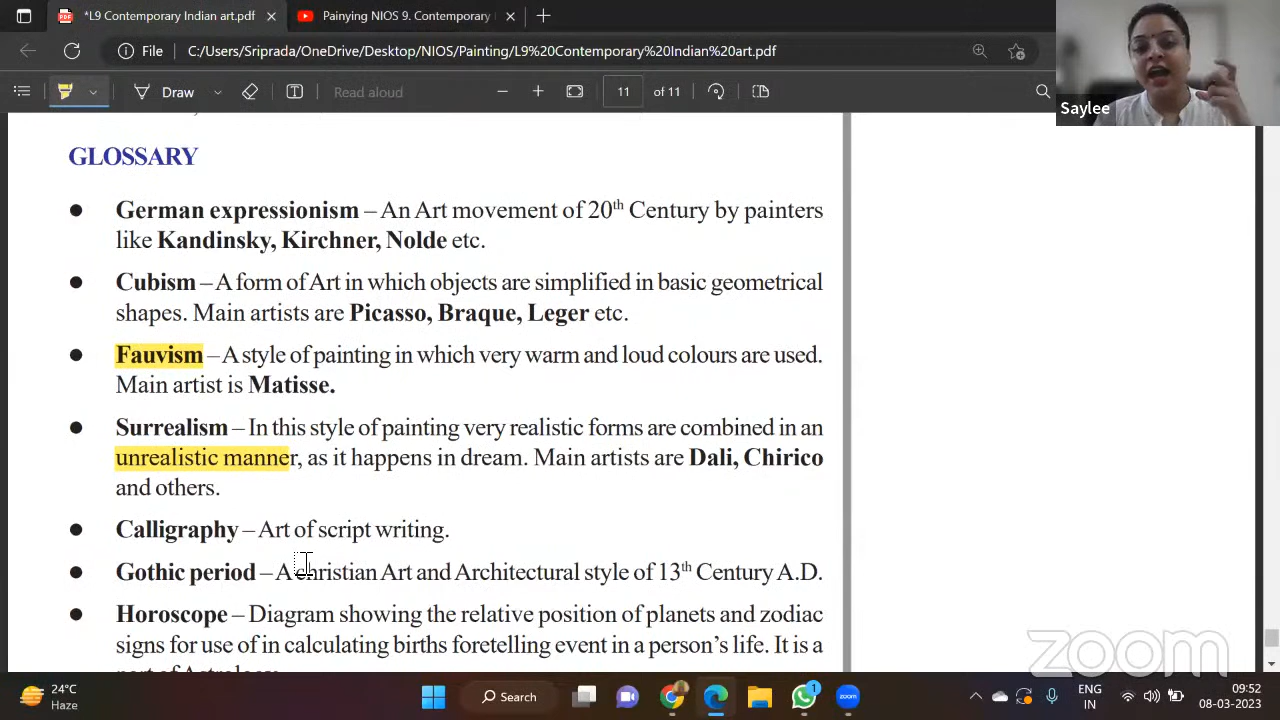 *L9 Contemporary Indian art.pdf
Painying NIOS 9. Contemporary
File
C:/Users/Sriprada/OneDrive/Desktop/NIOS/Painting/L9%20Contemporary%20Indian%20art.pdf
Draw
Read aloud
11 of 11
Saylee
GLOSSARY
German expressionism – An Art movement of 20th Century by painters
like Kandinsky, Kirchner, Nolde etc.
Cubism – A form of Art in which objects are simplified in basic geometrical
shapes. Main artists are Picasso, Braque, Leger etc.
Fauvism – A style of painting in which very warm and loud colours are used.
Main artist is Matisse.
Surrealism – In this style of painting very realistic forms are combined in an
unrealistic manner, as it happens in dream. Main artists are Dali, Chirico
and others.
Calligraphy – Art of script writing.
Gothic period – A christian Art and Architectural style of 13th Century A.D.
Horoscope – Diagram showing the relative position of planets and zodiac
signs for use of in calculating births foretelling event in a person's life. It is a
part of Astrology.
zoom
24°C
Haze
Search
zoom
1
ENG
IN
09:52
08-03-2023